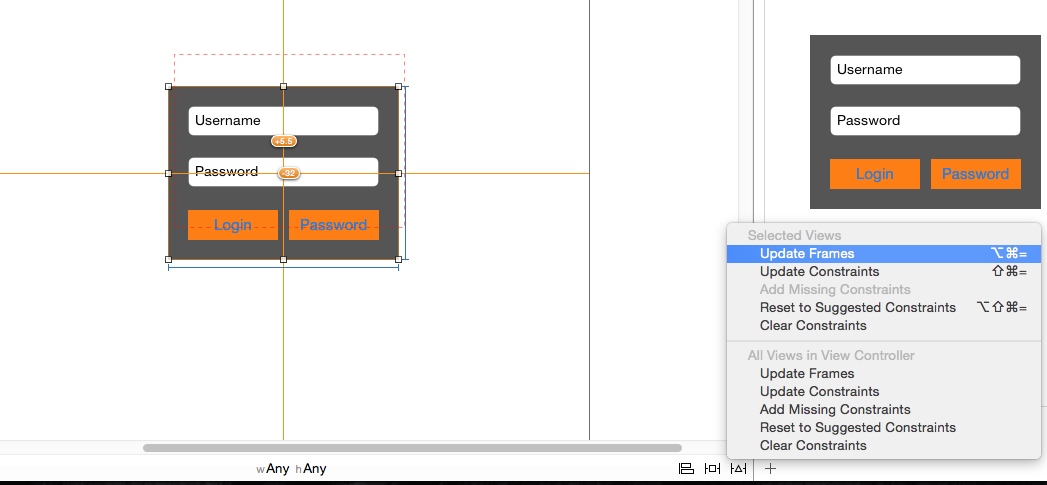 Username
+5.5
Password
-32
Login Password
wAny hAny
Username
Password
Login Password
Selected Views
Update Frames ⌥⌘=
Update Constraints ⇧⌘=
Add Missing Constraints
Reset to Suggested Constraints ⌥⇧⌘=
Clear Constraints
All Views in View Controller
Update Frames
Update Constraints
Add Missing Constraints
Reset to Suggested Constraints
Clear Constraints